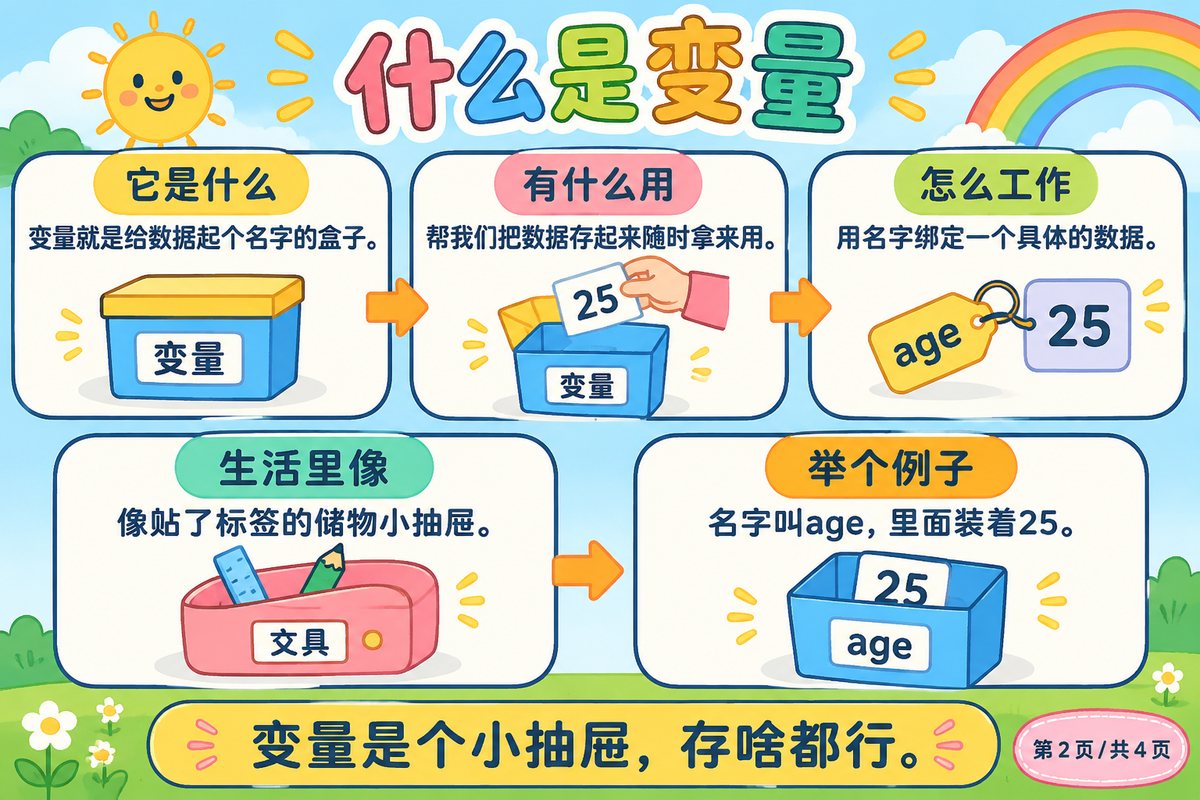 什么是变量
它是什么
变量就是给数据起个名字的盒子。
变量
有什么用
帮我们把数据存起来随时拿来用。
25
变量
怎么工作
用名字绑定一个具体的数据。
age
25
生活里像
像贴了标签的储物小抽屉。
文具
举个例子
名字叫age, 里面装着25。
25
age
变量是个小抽屉，存啥都行。
第2页/共4页